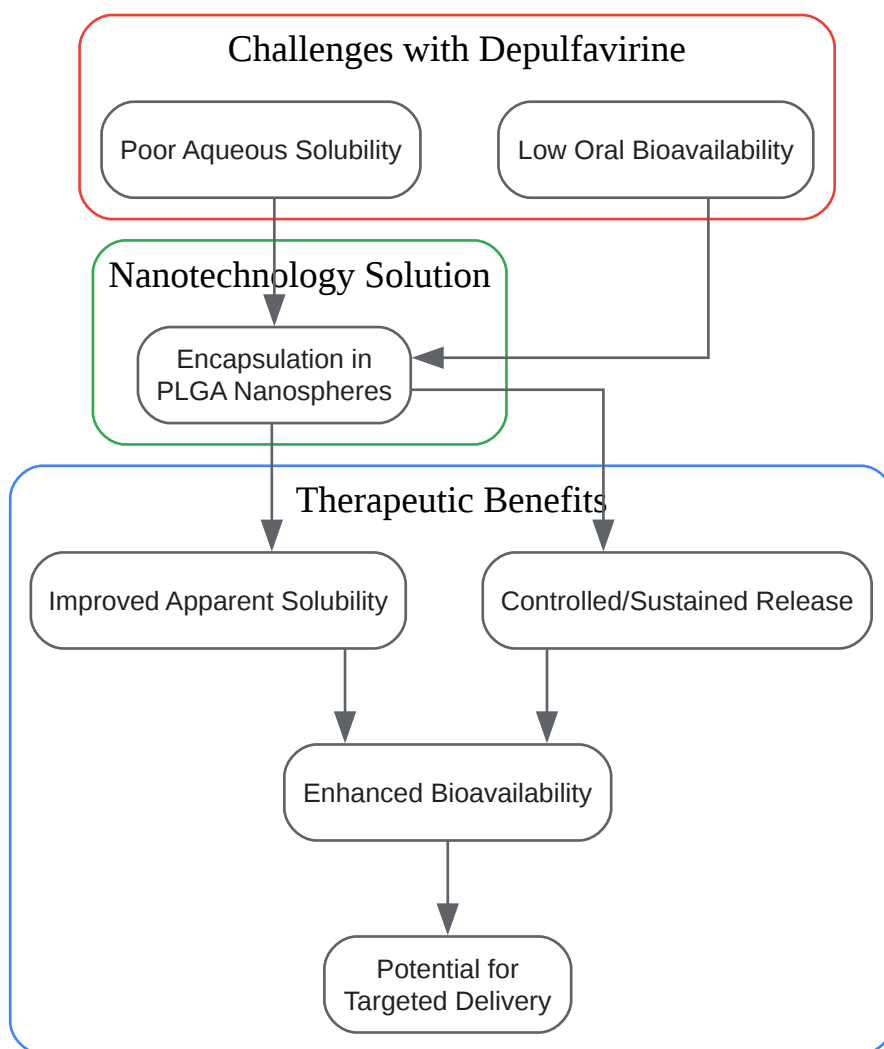 Challenges with Depulfavirine
Poor Aqueous Solubility
Low Oral Bioavailability
Nanotechnology Solution
Encapsulation in
PLGA Nanospheres
Therapeutic Benefits
Improved Apparent Solubility
Controlled/Sustained Release
Enhanced Bioavailability
Potential for
Targeted Delivery